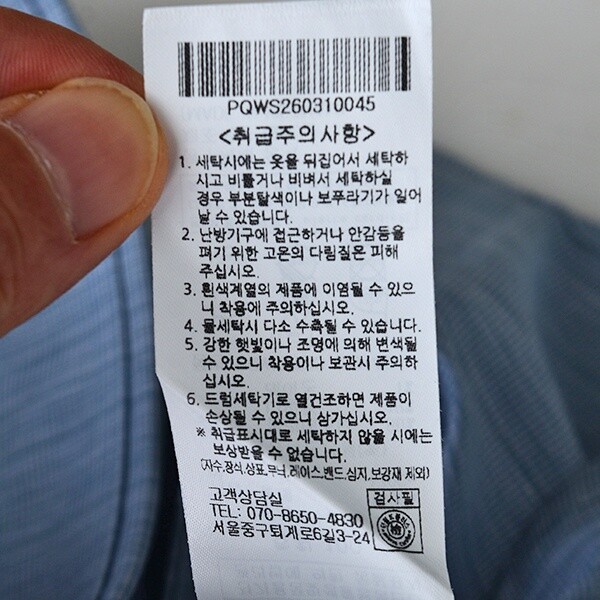 PQWS260310045
<취급주의사항>
1. 세탁시에는 옷을 뒤집어서 세탁하
시고 비틀거나 비벼서 세탁하실
경우 부분탈색이나 보푸라기가 일어
날 수 있습니다.
2. 난방기구에 접근하거나 안감등을
펴기 위한 고온의 다림질은 피해
주십시오.
3. 흰색계열의 제품에 이염될 수 있으
니 착용에 주의하십시오.
4. 물세탁시 다소 수축될 수 있습니다.
5. 강한 햇빛이나 조명에 의해 변색될
수 있으니 착용이나 보관시 주의하
십시오.
6. 드럼세탁기로 열건조하면 제품이
손상될 수 있으니 삼가십시오.
※ 취급표시대로 세탁하지 않을 시에는
보상받을 수 없습니다.
(자수,장식,상표,무늬,레이스밴드,심지,보강재 제외)
고객상담실
TEL: 070-8650-4830
서울중구퇴계로6길3-24
검사필